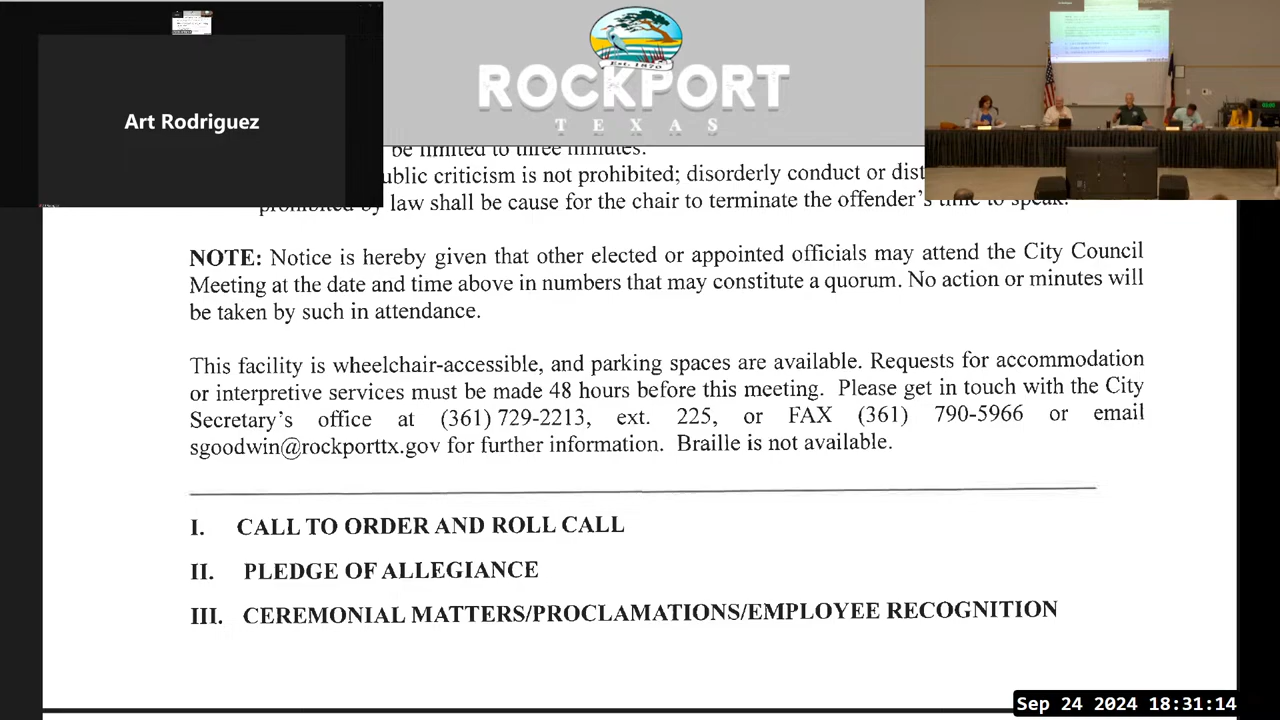 Art Rodriguez
Est. 1870
ROCKPORT
TEXAS
be limited to three minutes.
ublic criticism is not prohibited; disorderly conduct or dist
prohibited by law shall be cause for the chair to terminate the offender's time to speak.
NOTE: Notice is hereby given that other elected or appointed officials may attend the City Council
Meeting at the date and time above in numbers that may constitute a quorum. No action or minutes will
be taken by such in attendance.
This facility is wheelchair-accessible, and parking spaces are available. Requests for accommodation
or interpretive services must be made 48 hours before this meeting. Please get in touch with the City
Secretary's office at (361) 729-2213, ext. 225, or FAX (361) 790-5966 or email
sgoodwin@rockporttx.gov for further information. Braille is not available.
I. CALL TO ORDER AND ROLL CALL
II. PLEDGE OF ALLEGIANCE
III. CEREMONIAL MATTERS/PROCLAMATIONS/EMPLOYEE RECOGNITION
Sep 24 2024 18:31:14